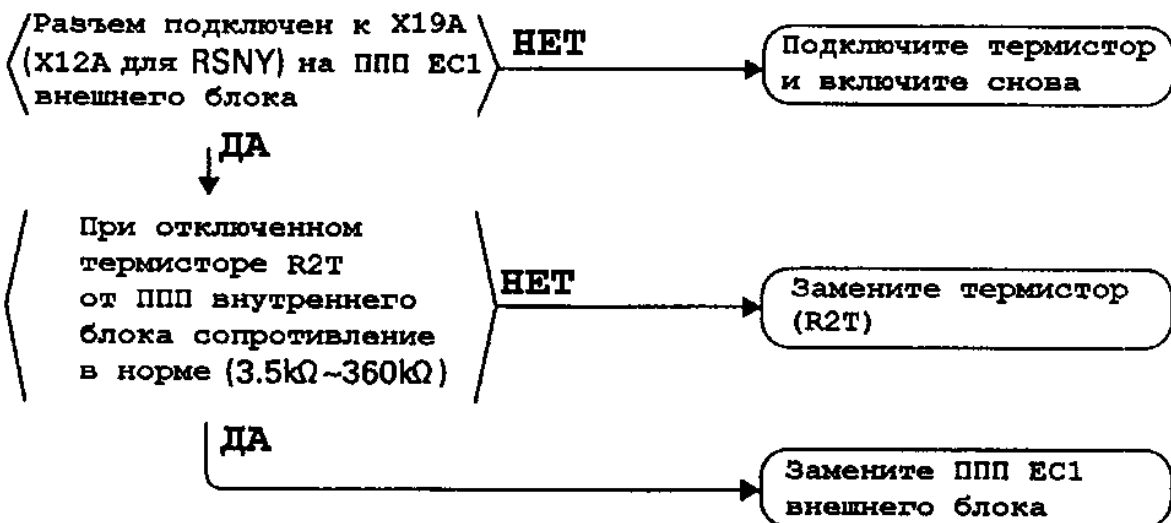 Разъем подключен к X19A
(X12A для RSNY) на ППП EC1
внешнего блока
НЕТ
Подключите термистор
и включите снова
ДА
При отключенном
термисторе R2T
от ППП внутреннего
блока сопротивление
в норме (3.5kΩ~360kΩ)
НЕТ
Замените термистор
(R2T)
ДА
Замените ППП EC1
внешнего блока